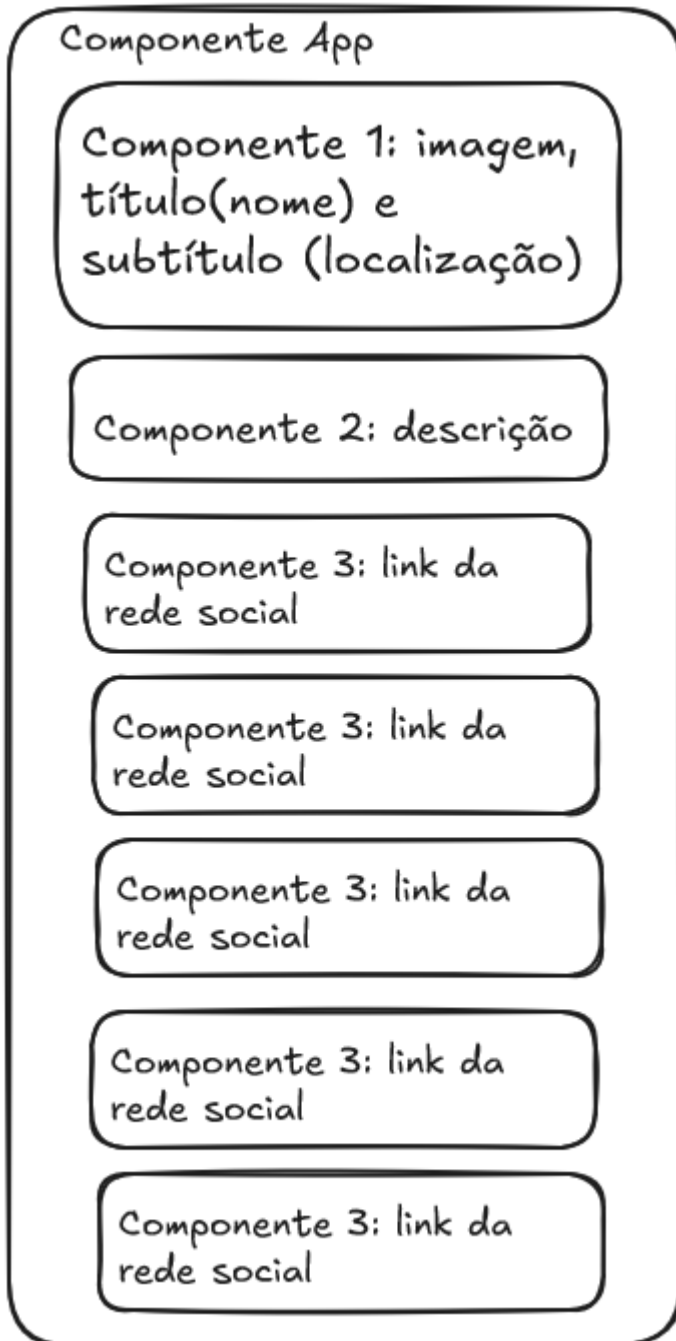 Componente App
Componente 1: imagem,
título(nome) e
subtítulo (localização)
Componente 2: descrição
Componente 3: link da
rede social
Componente 3: link da
rede social
Componente 3: link da
rede social
Componente 3: link da
rede social
Componente 3: link da
rede social